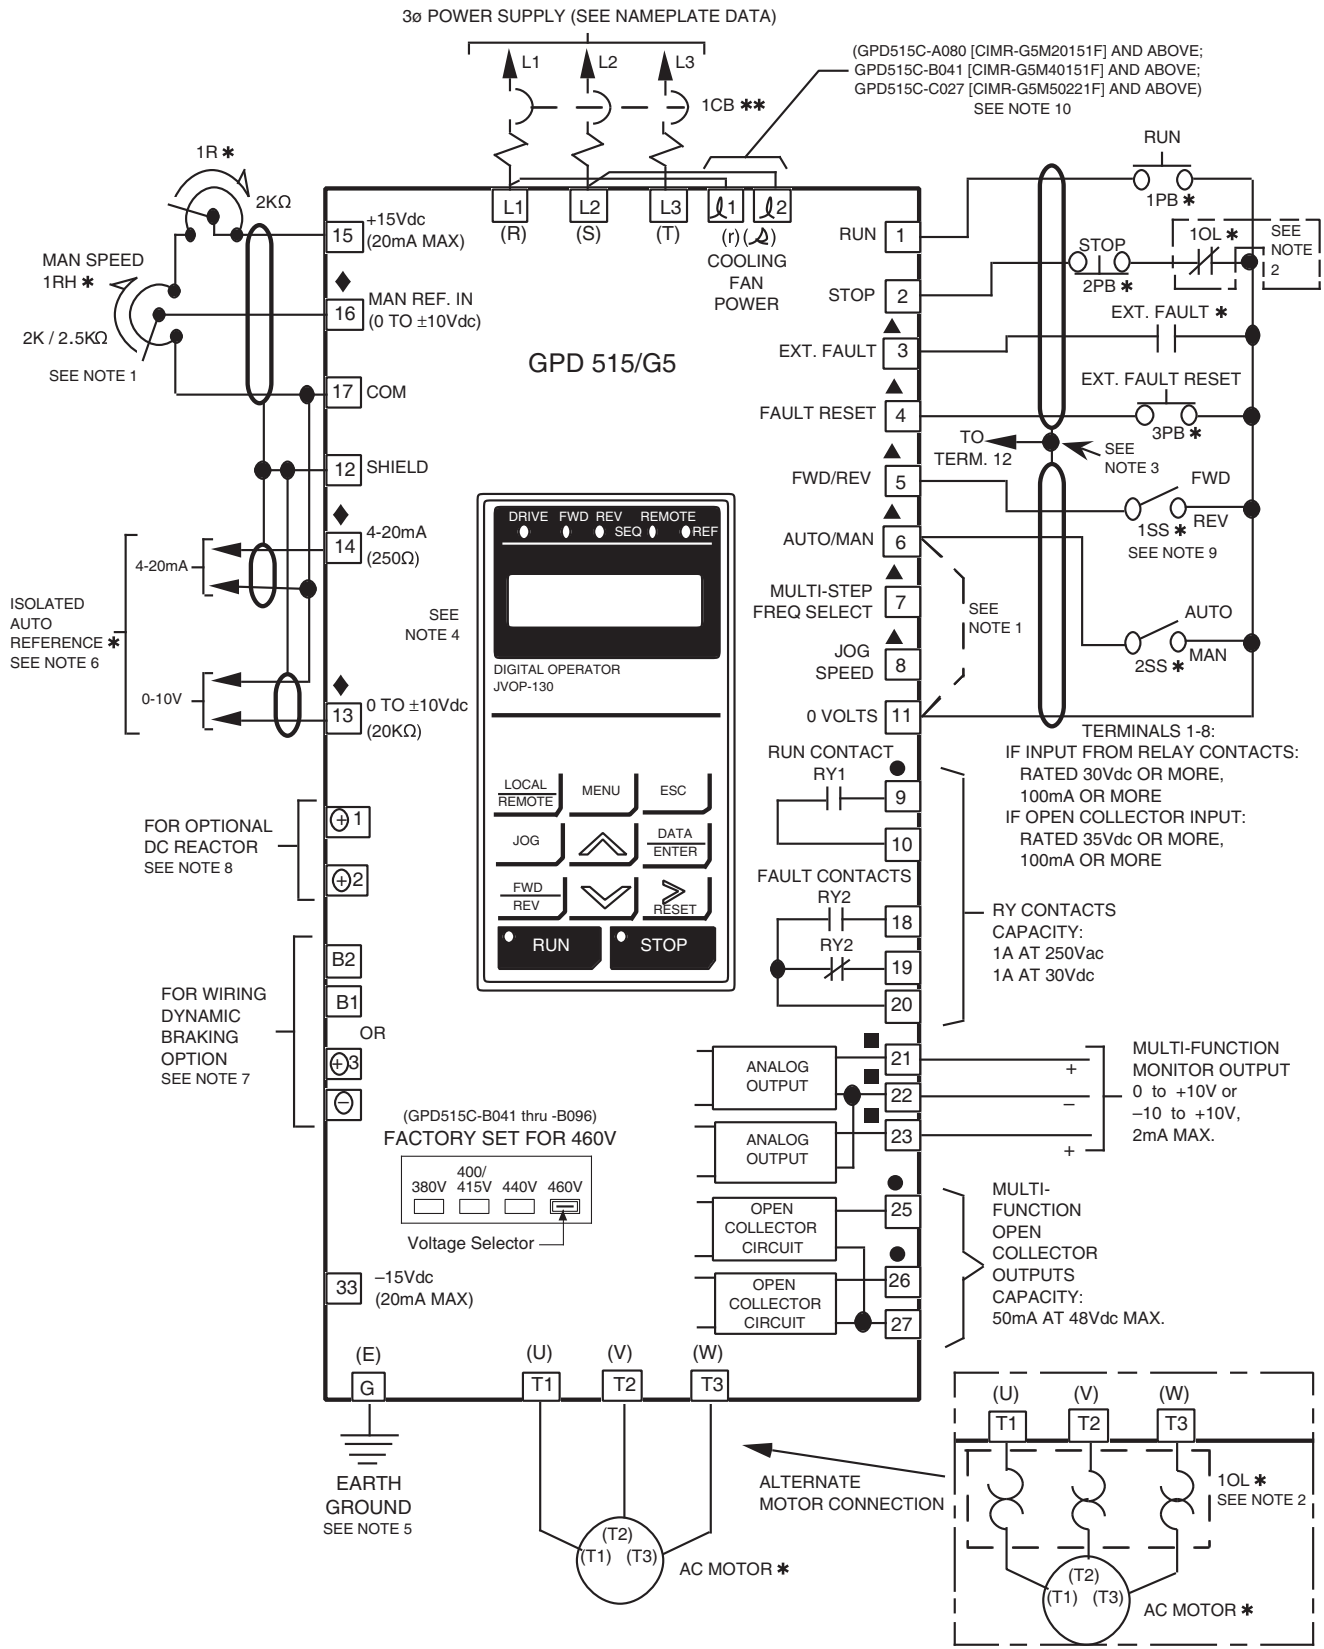 3ø POWER SUPPLY (SEE NAMEPLATE DATA)
L1
L2
L3
1CB ✱✱
(GPD515C-A080 [CIMR-G5M20151F] AND ABOVE;
GPD515C-B041 [CIMR-G5M40151F] AND ABOVE;
GPD515C-C027 [CIMR-G5M50221F] AND ABOVE)
SEE NOTE 10
1R ✱
2KΩ
MAN SPEED
1RH ✱
2K / 2.5KΩ
SEE NOTE 1
L1
L2
L3
ℓ1
ℓ2
(R)
(S)
(T)
(r)
COOLING
FAN
POWER
15
+15Vdc
(20mA MAX)
16
MAN REF. IN
(0 TO ±10Vdc)
17
COM
12
SHIELD
14
4-20mA
(250Ω)
13
0 TO ±10Vdc
(20KΩ)
4-20mA
0-10V
ISOLATED
AUTO
REFERENCE ✱
SEE NOTE 6
GPD 515/G5
SEE
NOTE 4
DRIVE FWD REV REMOTE
SEQ REF
DIGITAL OPERATOR
JVOP-130
LOCAL
REMOTE
MENU
ESC
JOG
DATA
ENTER
FWD
REV
RESET
RUN
STOP
RUN
1
STOP
2
EXT. FAULT
3
FAULT RESET
4
FWD/REV
5
AUTO/MAN
6
MULTI-STEP
FREQ SELECT
7
JOG
SPEED
8
0 VOLTS
11
SEE
NOTE 1
RUN
1PB ✱
STOP
2PB ✱
1OL ✱
SEE
NOTE
2
EXT. FAULT ✱
EXT. FAULT RESET
3PB ✱
TO
TERM. 12
SEE
NOTE 3
FWD
REV
1SS ✱
SEE NOTE 9
AUTO
MAN
2SS ✱
TERMINALS 1-8:
IF INPUT FROM RELAY CONTACTS:
RATED 30Vdc OR MORE,
100mA OR MORE
IF OPEN COLLECTOR INPUT:
RATED 35Vdc OR MORE,
100mA OR MORE
RUN CONTACT
RY1
9
10
FAULT CONTACTS
RY2
18
RY2
19
20
RY CONTACTS
CAPACITY:
1A AT 250Vac
1A AT 30Vdc
FOR OPTIONAL
DC REACTOR
SEE NOTE 8
+1
+2
FOR WIRING
DYNAMIC
BRAKING
OPTION
SEE NOTE 7
B2
B1
OR
+3
−
ANALOG
OUTPUT
21
22
ANALOG
OUTPUT
23
+
–
+
MULTI-FUNCTION
MONITOR OUTPUT
0 to +10V or
–10 to +10V,
2mA MAX.
(GPD515C-B041 thru -B096)
FACTORY SET FOR 460V
380V
400/
415V
440V
460V
Voltage Selector
OPEN
COLLECTOR
CIRCUIT
25
OPEN
COLLECTOR
CIRCUIT
26
27
MULTI-
FUNCTION
OPEN
COLLECTOR
OUTPUTS
CAPACITY:
50mA AT 48Vdc MAX.
33
–15Vdc
(20mA MAX)
(E)
G
EARTH
GROUND
SEE NOTE 5
(U)
(V)
(W)
T1
T2
T3
(T2)
(T1) (T3)
AC MOTOR ✱
ALTERNATE
MOTOR CONNECTION
(U)
(V)
(W)
T1
T2
T3
1OL ✱
SEE NOTE 2
(T2)
(T1) (T3)
AC MOTOR ✱